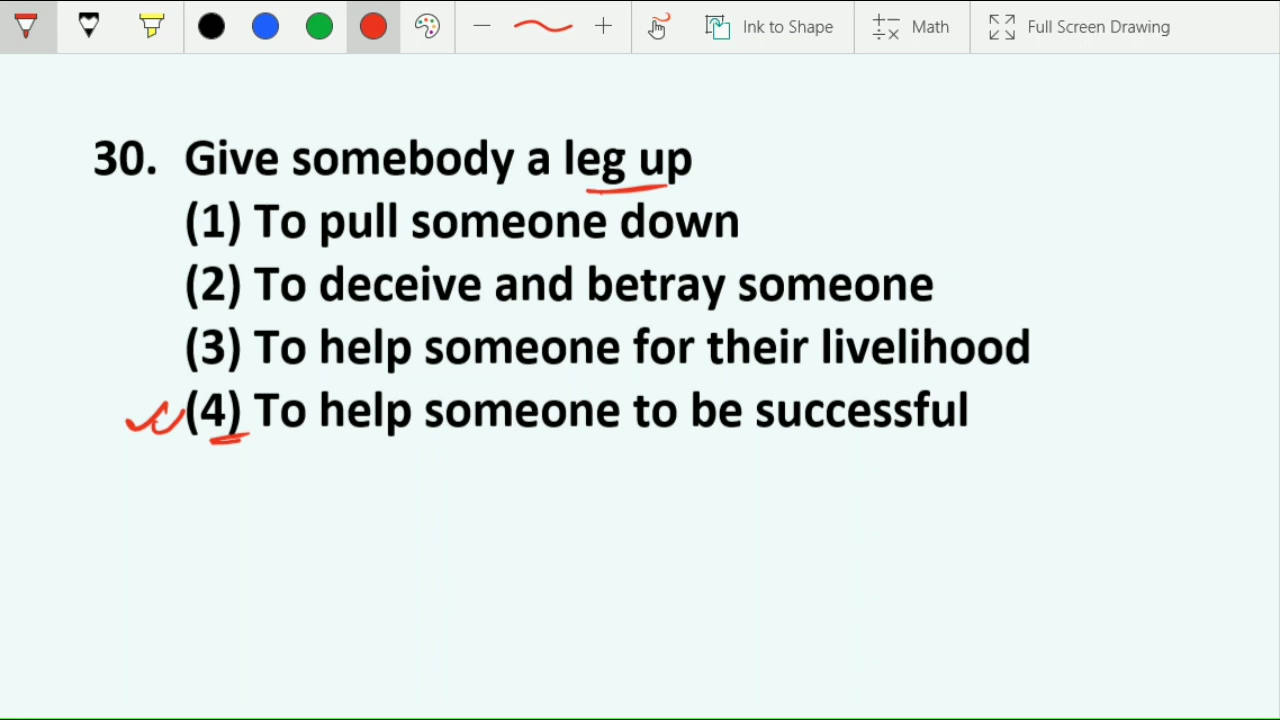 Ink to Shape Math Full Screen Drawing
30. Give somebody a leg up
(1) To pull someone down
(2) To deceive and betray someone
(3) To help someone for their livelihood
(4) To help someone to be successful